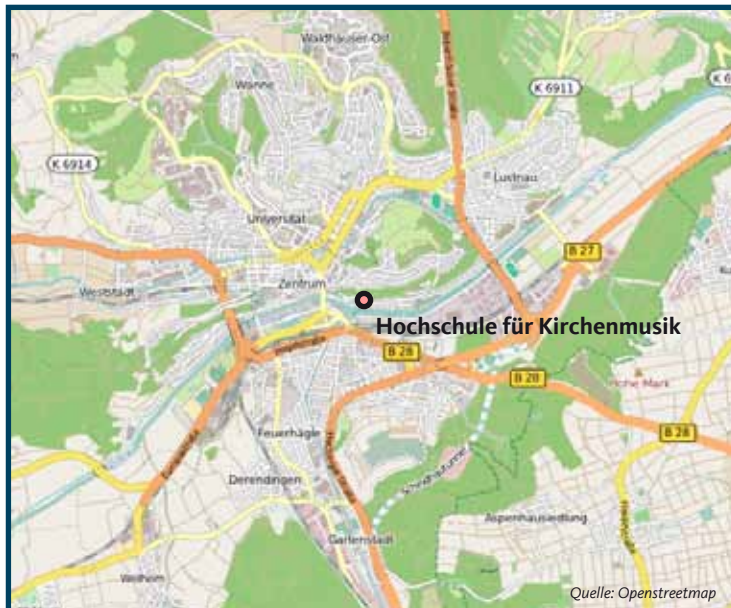 Waldhäuser-Ost
Wanne
K 6911
K 6914
Lustnau
Universität
B 27
Weststadt
Zentrum
Hochschule für Kirchenmusik
B 28
B 28
Hohe Mark
B 28
Feuerhägle
Derendingen
Schindhautunnel
Aspenhausiedlung
Gartenstadt
Weilheim
Quelle: Openstreetmap